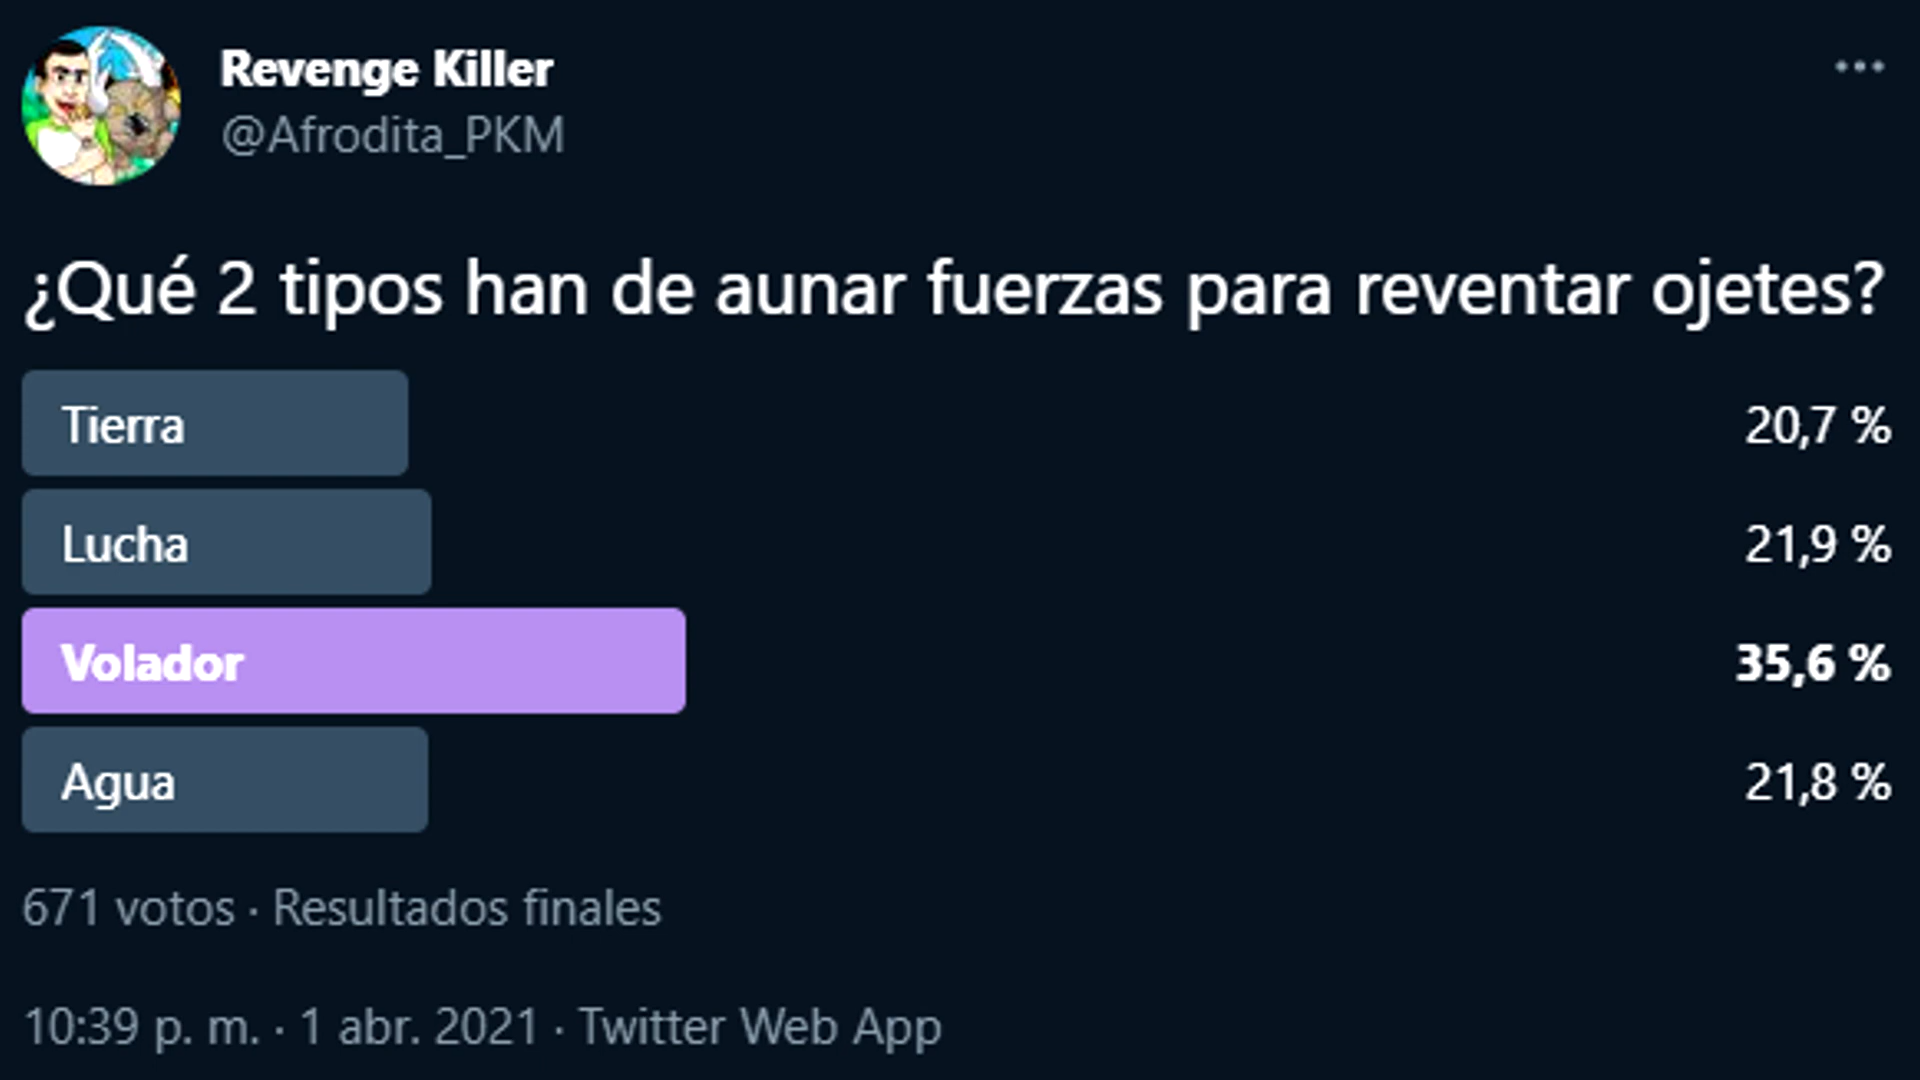 Revenge Killer
@Afrodita_PKM
¿Qué 2 tipos han de aunar fuerzas para reventar ojetes?
Tierra 20,7 %
Lucha 21,9 %
Volador 35,6 %
Agua 21,8 %
671 votos · Resultados finales
10:39 p. m. · 1 abr. 2021 · Twitter Web App